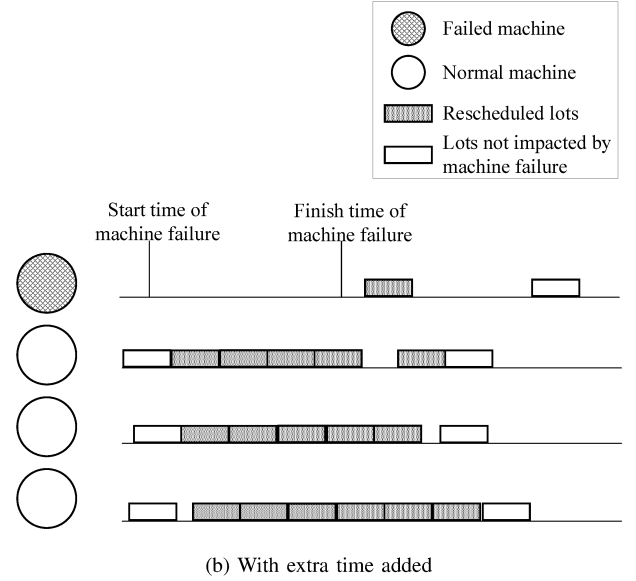 Failed machine
Normal machine
Rescheduled lots
Lots not impacted by
machine failure
Start time of
machine failure
Finish time of
machine failure
(b) With extra time added